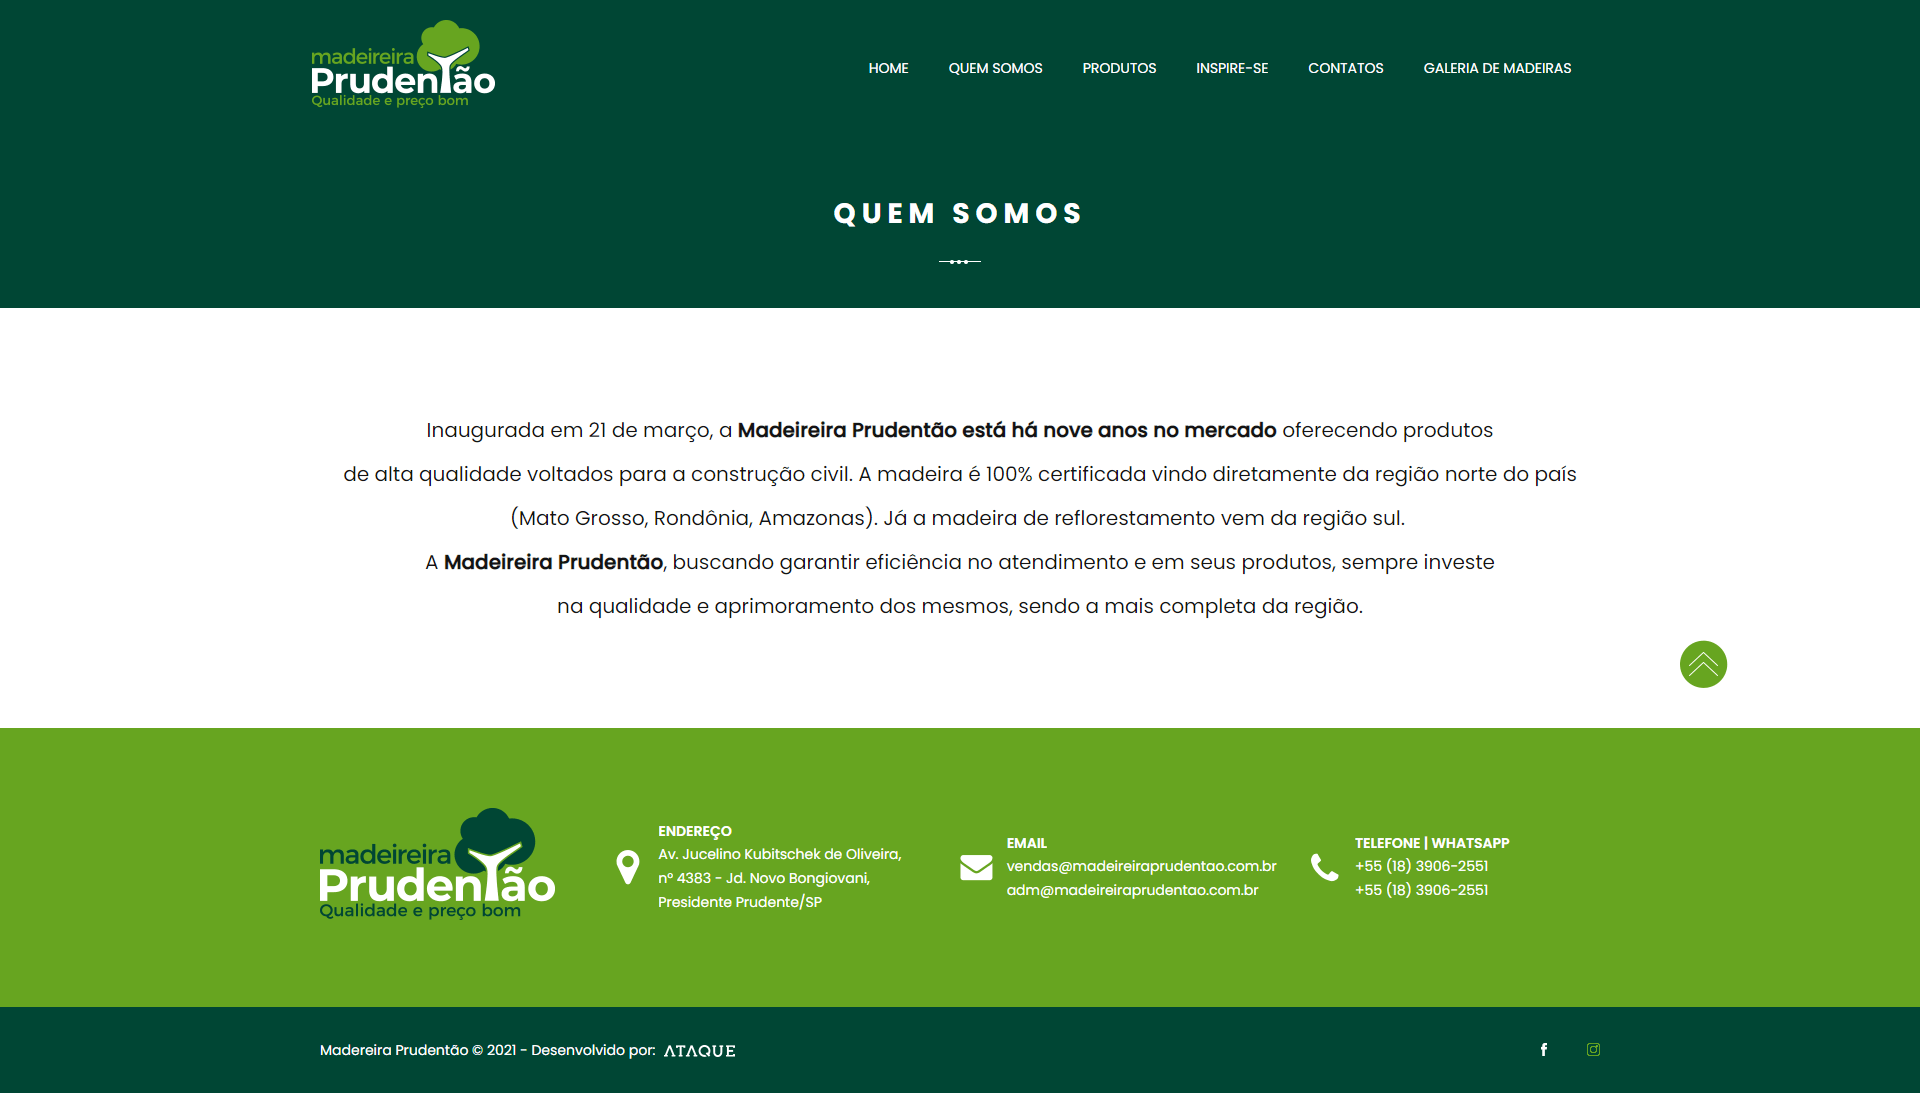 madeireira
Prudentão
Qualidade e preço bom
HOME
QUEM SOMOS
PRODUTOS
INSPIRE-SE
CONTATOS
GALERIA DE MADEIRAS
QUEM SOMOS
Inaugurada em 21 de março, a Madeireira Prudentão está há nove anos no mercado oferecendo produtos
de alta qualidade voltados para a construção civil. A madeira é 100% certificada vindo diretamente da região norte do país
(Mato Grosso, Rondônia, Amazonas). Já a madeira de reflorestamento vem da região sul.
A Madeireira Prudentão, buscando garantir eficiência no atendimento e em seus produtos, sempre investe
na qualidade e aprimoramento dos mesmos, sendo a mais completa da região.
madeireira
Prudentão
Qualidade e preço bom
ENDEREÇO
Av. Jucelino Kubitschek de Oliveira,
nº 4383 - Jd. Novo Bongiovani,
Presidente Prudente/SP
EMAIL
vendas@madeireiraprudentao.com.br
adm@madeireiraprudentao.com.br
TELEFONE | WHATSAPP
+55 (18) 3906-2551
+55 (18) 3906-2551
Madereira Prudentão © 2021 - Desenvolvido por: ATAQUE